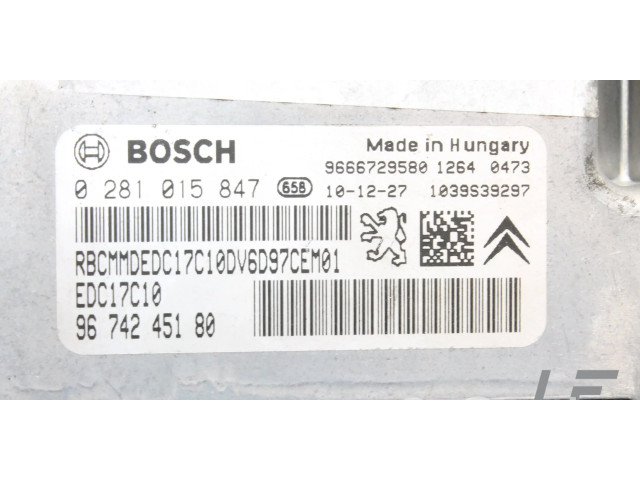 BOSCH
Made in Hungary
9666729580 1264 0473
0 281 015 847 658 10-12-27 1039S39297
RBCMMDEDC17C10DV6D97CEM01
EDC17C10
96 742 451 80
LF